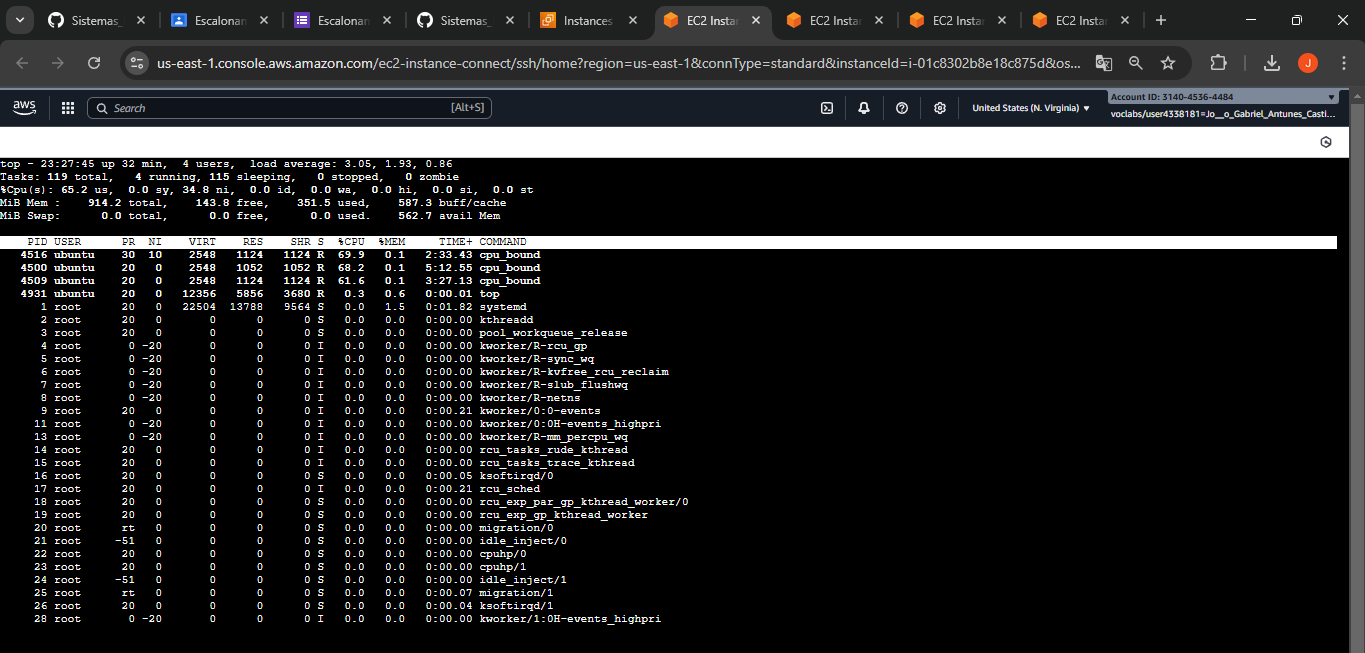 Sistemas_
Escalonan
Escalonan
Sistemas_
Instances
EC2 Instan
EC2 Instan
EC2 Instan
EC2 Instan
us-east-1.console.aws.amazon.com/ec2-instance-connect/ssh/home?region=us-east-1&connType=standard&instanceId=i-01c8302b8e18c875d&os...
J
aws
Search
[Alt+S]
United States (N. Virginia)
Account ID: 3140-4536-4484
voclabs/user4338181=Jo__o_Gabriel_Antunes_Casti...
top - 23:27:45 up 32 min,  4 users,  load average: 3.05, 1.93, 0.86
Tasks: 119 total,   4 running, 115 sleeping,   0 stopped,   0 zombie
%Cpu(s): 65.2 us,  0.0 sy, 34.8 ni,  0.0 id,  0.0 wa,  0.0 hi,  0.0 si,  0.0 st
MiB Mem :    914.2 total,    143.8 free,    351.5 used,    587.3 buff/cache
MiB Swap:      0.0 total,      0.0 free,      0.0 used.    562.7 avail Mem
PID USER      PR  NI    VIRT    RES    SHR S  %CPU  %MEM     TIME+ COMMAND
4516 ubuntu    30  10    2548   1124   1124 R  69.9   0.1   2:33.43 cpu_bound
4500 ubuntu    20   0    2548   1052   1052 R  68.2   0.1   5:12.55 cpu_bound
4509 ubuntu    20   0    2548   1124   1124 R  61.6   0.1   3:27.13 cpu_bound
4931 ubuntu    20   0   12356   5856   3680 R   0.3   0.6   0:00.01 top
1 root      20   0   22504  13788   9564 S   0.0   1.5   0:01.82 systemd
2 root      20   0       0      0      0 S   0.0   0.0   0:00.00 kthreadd
3 root      20   0       0      0      0 S   0.0   0.0   0:00.00 pool_workqueue_release
4 root       0 -20       0      0      0 I   0.0   0.0   0:00.00 kworker/R-rcu_gp
5 root       0 -20       0      0      0 I   0.0   0.0   0:00.00 kworker/R-sync_wq
6 root       0 -20       0      0      0 I   0.0   0.0   0:00.00 kworker/R-kvfree_rcu_reclaim
7 root       0 -20       0      0      0 I   0.0   0.0   0:00.00 kworker/R-slub_flushwq
8 root       0 -20       0      0      0 I   0.0   0.0   0:00.00 kworker/R-netns
9 root      20   0       0      0      0 I   0.0   0.0   0:00.21 kworker/0:0-events
11 root       0 -20       0      0      0 I   0.0   0.0   0:00.00 kworker/0:0H-events_highpri
13 root       0 -20       0      0      0 I   0.0   0.0   0:00.00 kworker/R-mm_percpu_wq
14 root      20   0       0      0      0 I   0.0   0.0   0:00.00 rcu_tasks_rude_kthread
15 root      20   0       0      0      0 I   0.0   0.0   0:00.00 rcu_tasks_trace_kthread
16 root      20   0       0      0      0 S   0.0   0.0   0:00.05 ksoftirqd/0
17 root      20   0       0      0      0 I   0.0   0.0   0:00.21 rcu_sched
18 root      20   0       0      0      0 S   0.0   0.0   0:00.00 rcu_exp_par_gp_kthread_worker/0
19 root      20   0       0      0      0 S   0.0   0.0   0:00.00 rcu_exp_gp_kthread_worker
20 root      rt   0       0      0      0 S   0.0   0.0   0:00.00 migration/0
21 root     -51   0       0      0      0 S   0.0   0.0   0:00.00 idle_inject/0
22 root      20   0       0      0      0 S   0.0   0.0   0:00.00 cpuhp/0
23 root      20   0       0      0      0 S   0.0   0.0   0:00.00 cpuhp/1
24 root     -51   0       0      0      0 S   0.0   0.0   0:00.00 idle_inject/1
25 root      rt   0       0      0      0 S   0.0   0.0   0:00.07 migration/1
26 root      20   0       0      0      0 S   0.0   0.0   0:00.04 ksoftirqd/1
28 root       0 -20       0      0      0 I   0.0   0.0   0:00.00 kworker/1:0H-events_highpri